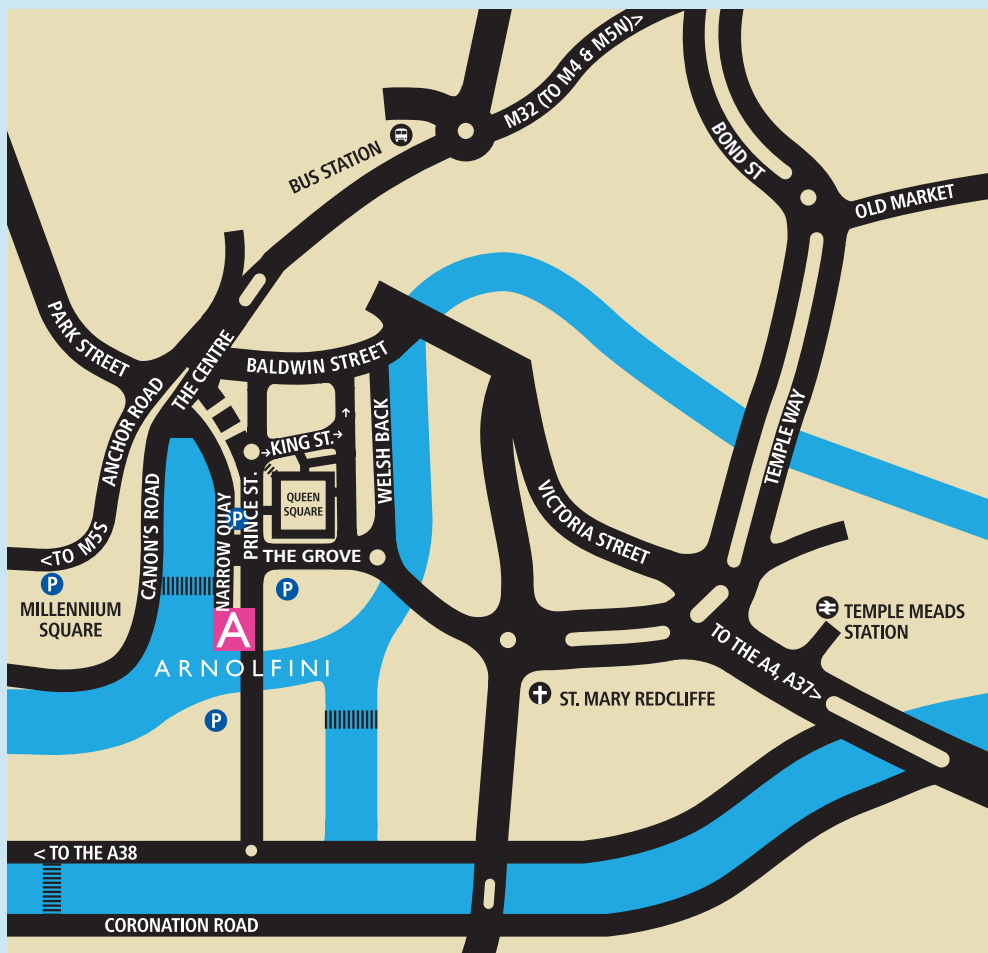 M32 (TO M4 & M5N)>
BUS STATION
BOND ST
OLD MARKET
PARK STREET
THE CENTRE
BALDWIN STREET
ANCHOR ROAD
<TO M5S
CANON'S ROAD
→KING ST.→
↑
WELSH BACK
QUEEN
SQUARE
PRINCE ST.
NARROW QUAY
P
THE GROVE
VICTORIA STREET
TEMPLE WAY
P
MILLENNIUM
SQUARE
P
A
ARNOLFINI
TEMPLE MEADS
STATION
TO THE A4, A37>
ST. MARY REDCLIFFE
P
< TO THE A38
CORONATION ROAD